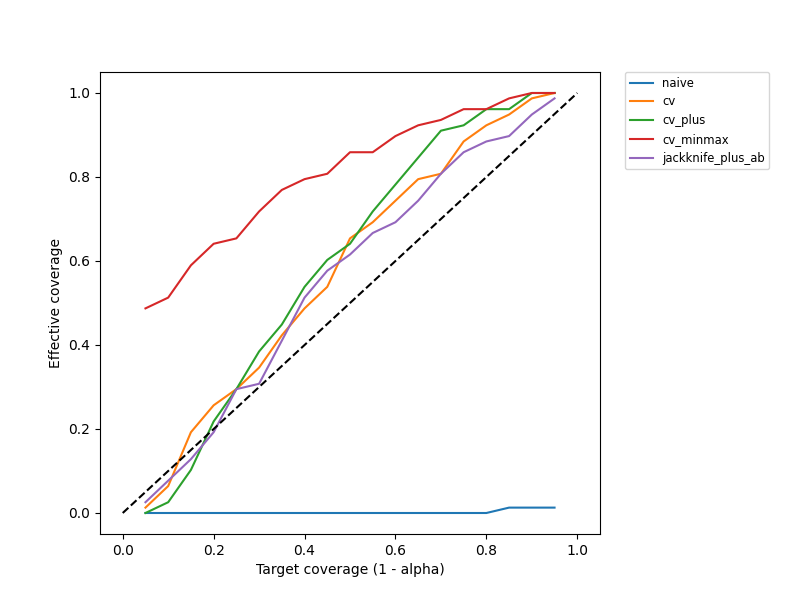 naive
cv
cv_plus
cv_minmax
jackknife_plus_ab
Effective coverage
1.0
0.8
0.6
0.4
0.2
0.0
0.0 0.2 0.4 0.6 0.8 1.0
Target coverage (1 - alpha)